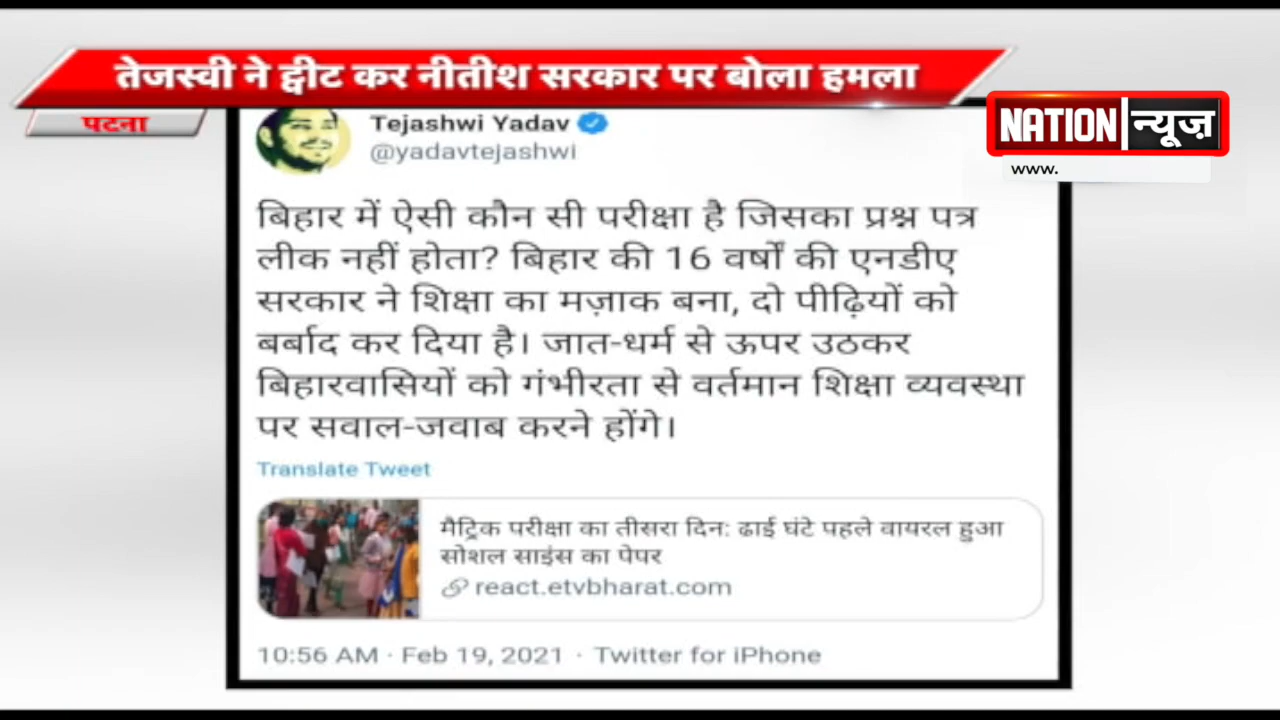 तेजस्वी ने ट्वीट कर नीतीश सरकार पर बोला हमला
पटना
NATION न्यूज़
www.
Tejashwi Yadav
@yadavtejashwi
बिहार में ऐसी कौन सी परीक्षा है जिसका प्रश्न पत्र
लीक नहीं होता? बिहार की 16 वर्षों की एनडीए
सरकार ने शिक्षा का मज़ाक बना, दो पीढ़ियों को
बर्बाद कर दिया है। जात-धर्म से ऊपर उठकर
बिहारवासियों को गंभीरता से वर्तमान शिक्षा व्यवस्था
पर सवाल-जवाब करने होंगे।
Translate Tweet
मैट्रिक परीक्षा का तीसरा दिन: ढाई घंटे पहले वायरल हुआ
सोशल साइंस का पेपर
react.etvbharat.com
10:56 AM · Feb 19, 2021 · Twitter for iPhone